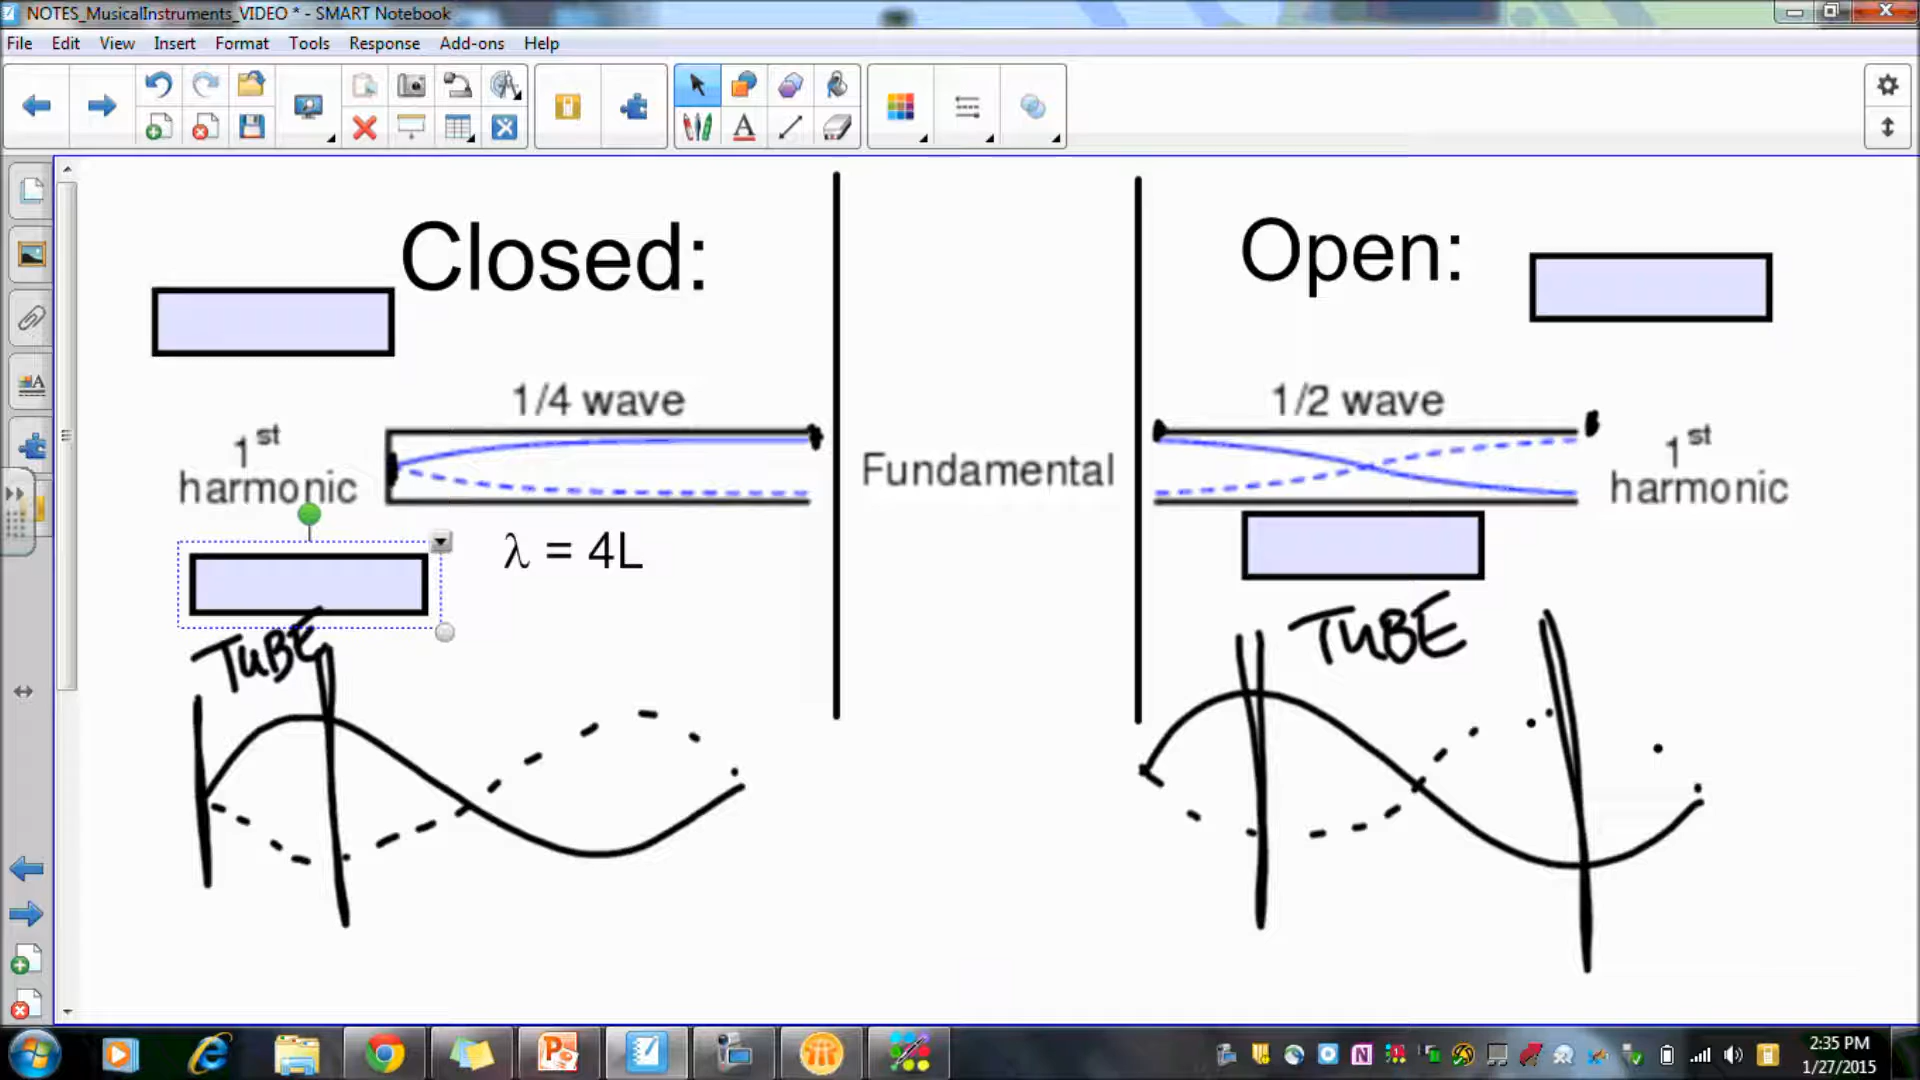 NOTES_MusicalInstruments_VIDEO * - SMART Notebook
File Edit View Insert Format Tools Response Add-ons Help
Closed:
Open:
1/4 wave
1/2 wave
1st
harmonic
Fundamental
1st
harmonic
λ = 4L
TUBE
TUBE
2:35 PM
1/27/2015